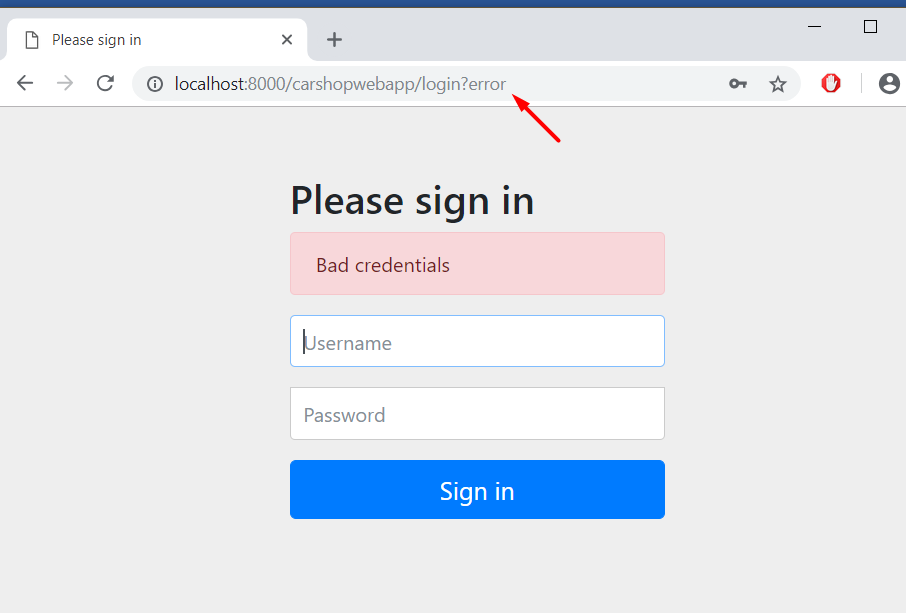 Please sign in
localhost:8000/carshopwebapp/login?error
Please sign in
Bad credentials
Username
Password
Sign in